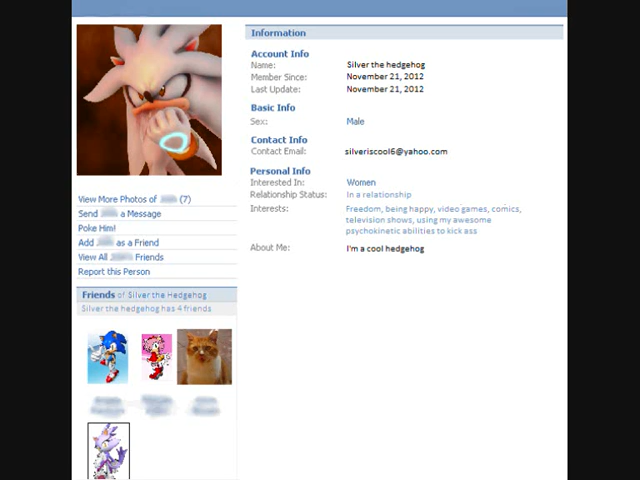 Information
Account Info
Name: Silver the hedgehog
Member Since: November 21, 2012
Last Update: November 21, 2012
Basic Info
Sex: Male
Contact Info
Contact Email: silveriscool6@yahoo.com
Personal Info
Interested In: Women
Relationship Status: In a relationship
Interests: Freedom, being happy, video games, comics,
television shows, using my awesome
psychokinetic abilities to kick ass
About Me: I'm a cool hedgehog
View More Photos of (7)
Send a Message
Poke Him!
Add as a Friend
View All Friends
Report this Person
Friends of Silver the Hedgehog
Silver the hedgehog has 4 friends